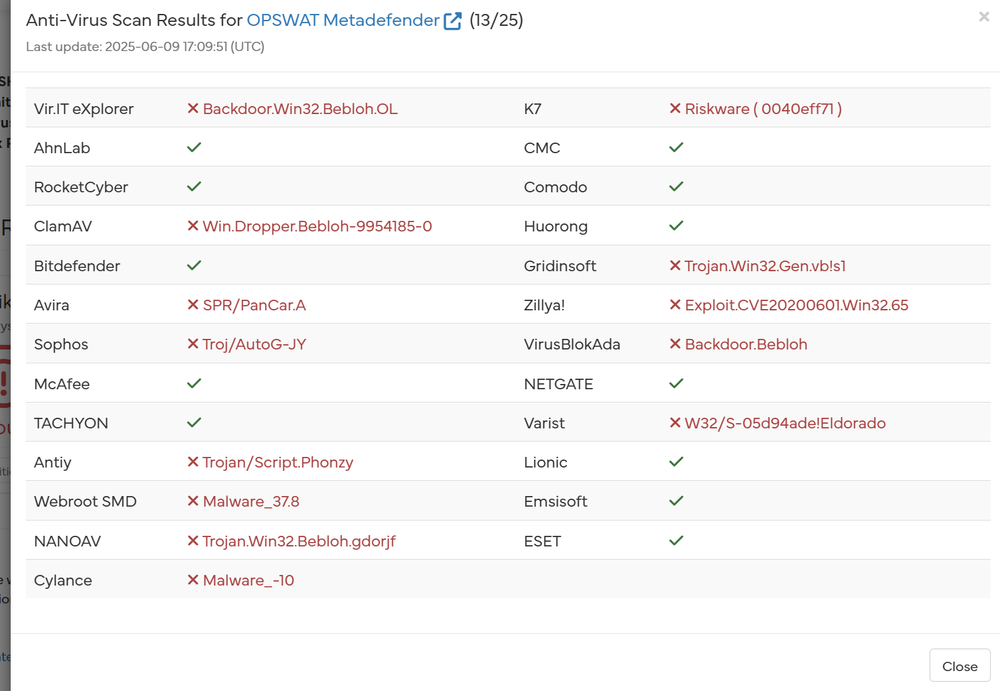 Anti-Virus Scan Results for OPSWAT Metadefender (13/25)
×
Last update: 2025-06-09 17:09:51 (UTC)
Vir.IT eXplorer ✕ Backdoor.Win32.Bebloh.OL K7 ✕ Riskware ( 0040eff71 )
AhnLab ✓ CMC ✓
RocketCyber ✓ Comodo ✓
ClamAV ✕ Win.Dropper.Bebloh-9954185-0 Huorong ✓
Bitdefender ✓ Gridinsoft ✕ Trojan.Win32.Gen.vb!s1
Avira ✕ SPR/PanCar.A Zillya! ✕ Exploit.CVE20200601.Win32.65
Sophos ✕ Troj/AutoG-JY VirusBlokAda ✕ Backdoor.Bebloh
McAfee ✓ NETGATE ✓
TACHYON ✓ Varist ✕ W32/S-05d94ade!Eldorado
Antiy ✕ Trojan/Script.Phonzy Lionic ✓
Webroot SMD ✕ Malware_37.8 Emsisoft ✓
NANOAV ✕ Trojan.Win32.Bebloh.gdorjf ESET ✓
Cylance ✕ Malware_-10
Close